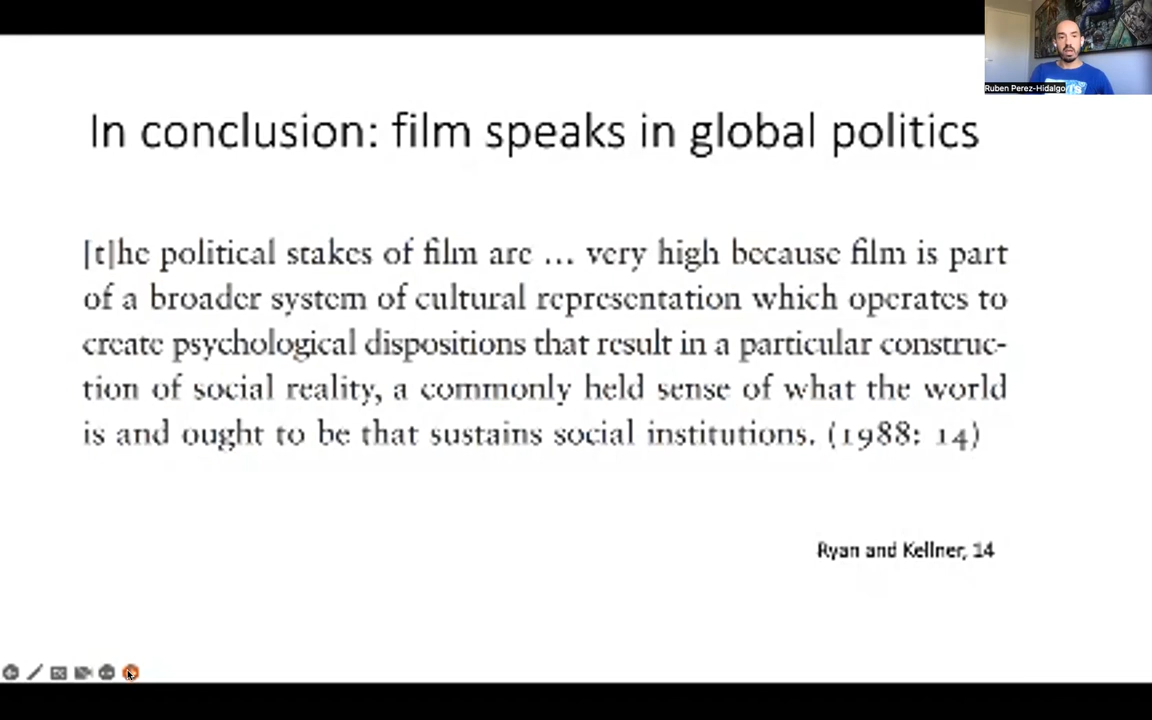 Ruben Perez-Hidalgo
In conclusion: film speaks in global politics
[t]he political stakes of film are ... very high because film is part
of a broader system of cultural representation which operates to
create psychological dispositions that result in a particular construc-
tion of social reality, a commonly held sense of what the world
is and ought to be that sustains social institutions. (1988: 14)
Ryan and Kellner, 14